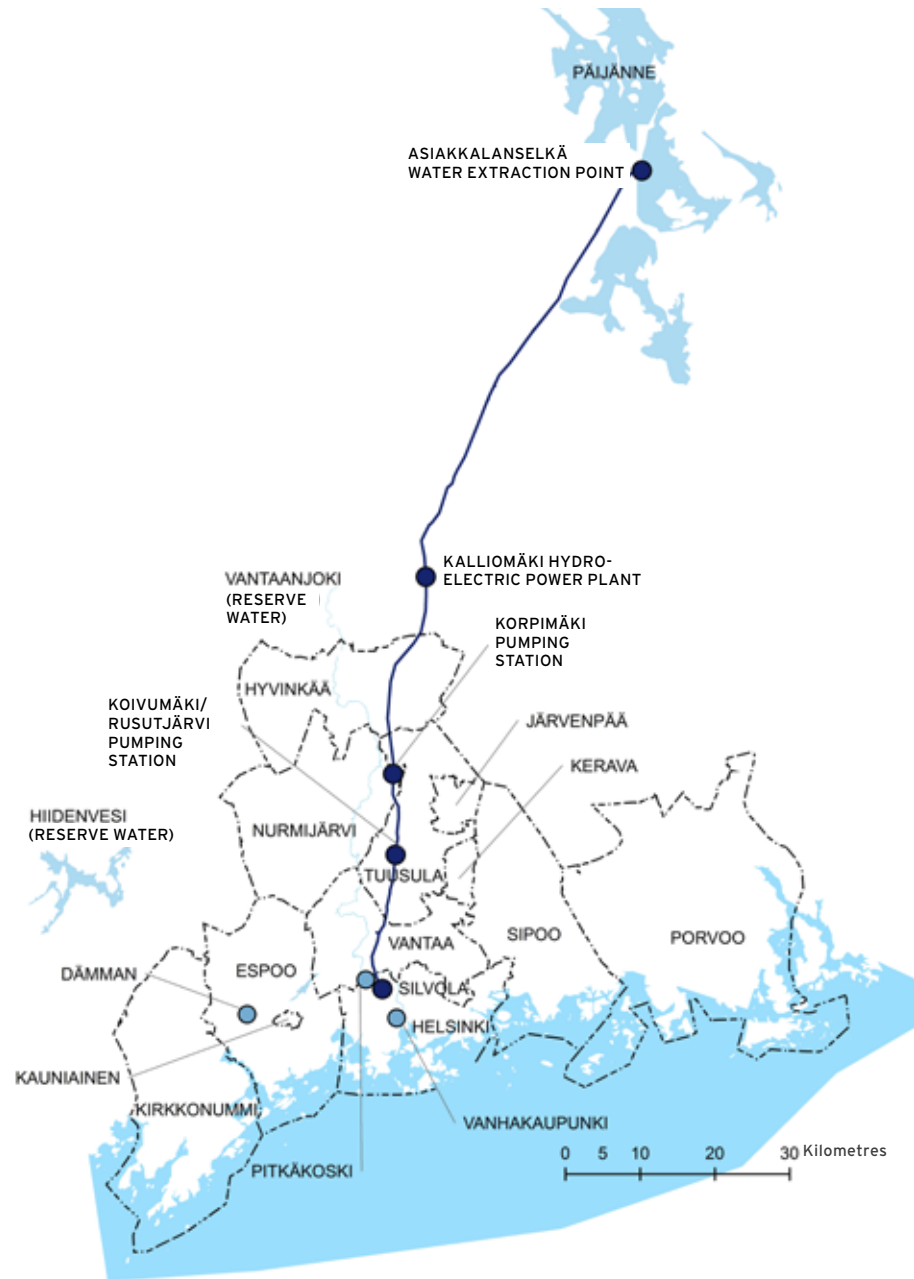 PÄIJÄNNE
ASIAKKALANSELKÄ
WATER EXTRACTION POINT
KALLIOMÄKI HYDRO-
ELECTRIC POWER PLANT
VANTAANJOKI
(RESERVE
WATER)
KORPIMÄKI
PUMPING
STATION
HYVINKÄÄ
KOIVUMÄKI/
RUSUTJÄRVI
PUMPING
STATION
JÄRVENPÄÄ
KERAVA
HIIDENVESI
(RESERVE WATER)
NURMIJÄRVI
TUUSULA
VANTAA
SIPOO
PORVOO
ESPOO
DÄMMAN
SILVOLA
HELSINKI
KAUNIAINEN
KIRKKONUMMI
VANHAKAUPUNKI
PITKÄKOSKI
0 5 10 20 30 Kilometres